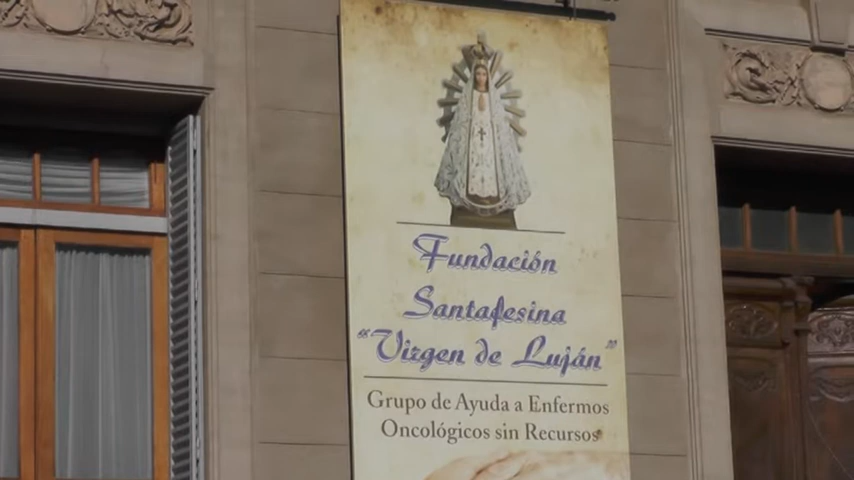 Fundación
Santafesina
“Virgen de Luján”
Grupo de Ayuda a Enfermos
Oncológicos sin Recursos